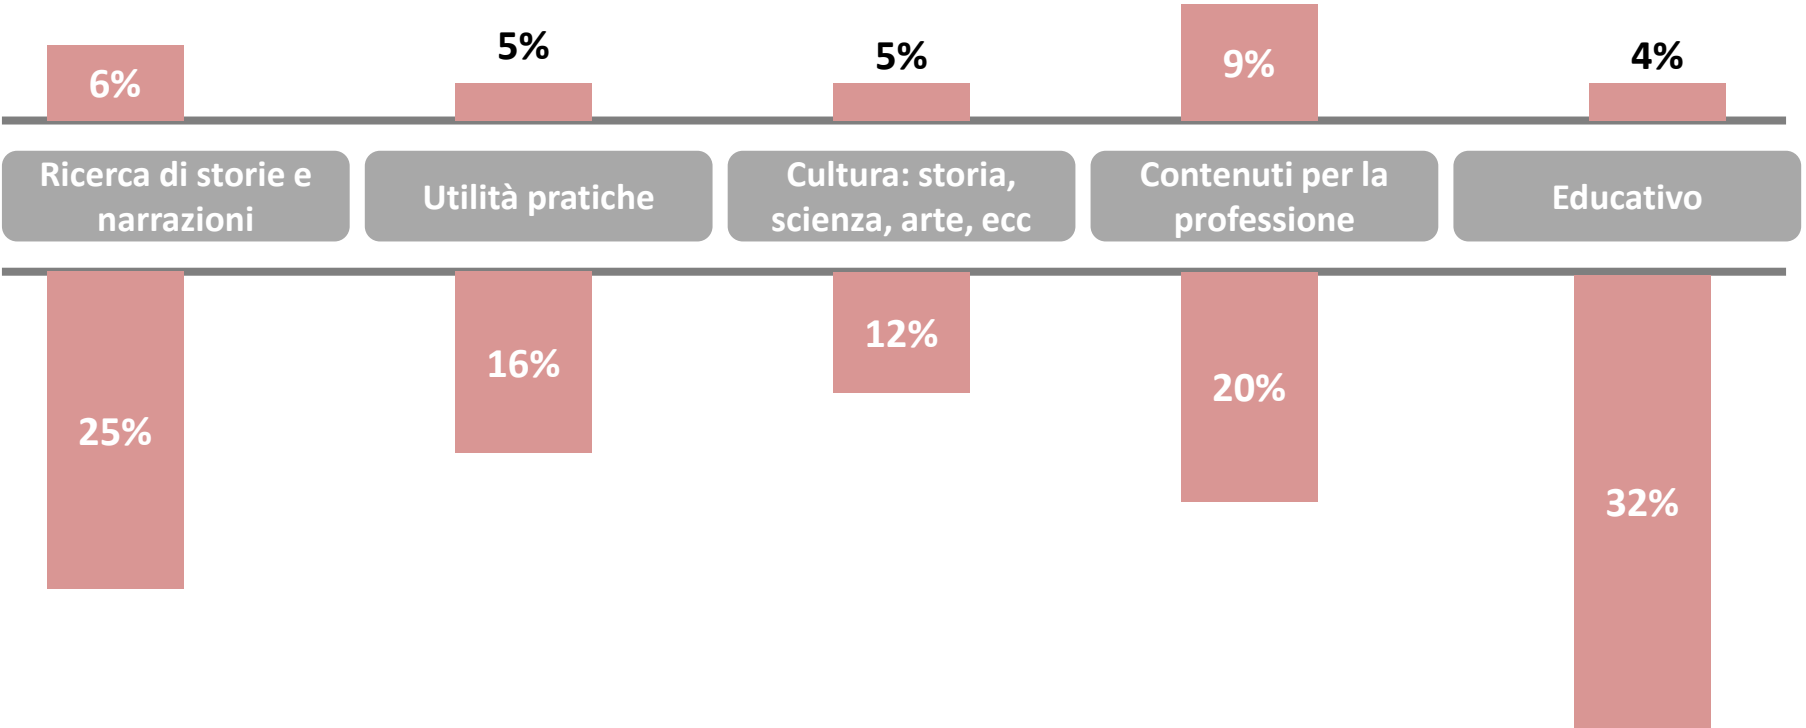 6%
5%
5%
9%
4%
Ricerca di storie e
narrazioni
Utilità pratiche
Cultura: storia,
scienza, arte, ecc
Contenuti per la
professione
Educativo
25%
16%
12%
20%
32%